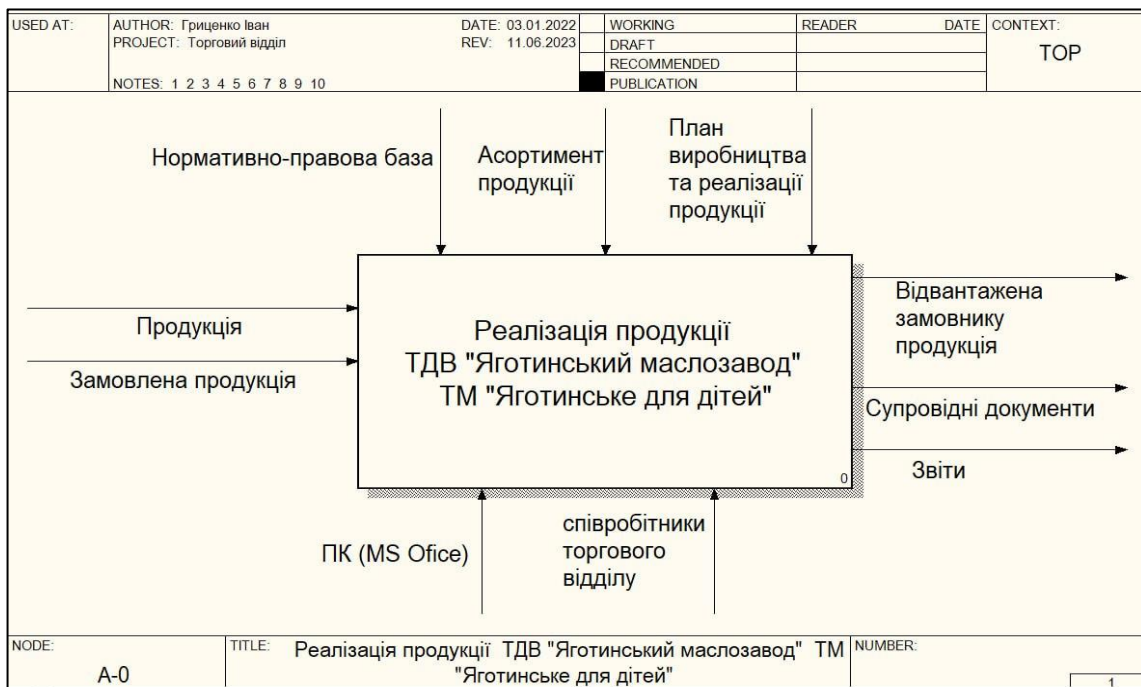 USED AT:
AUTHOR: Гриценко Іван
DATE: 03.01.2022
PROJECT: Торговий відділ
REV: 11.06.2023
NOTES: 1 2 3 4 5 6 7 8 9 10
WORKING
DRAFT
RECOMMENDED
PUBLICATION
READER DATE
CONTEXT:
TOP
Нормативно-правова база
Асортимент
продукції
План
виробництва
та реалізації
продукції
Продукція
Замовлена продукція
Реалізація продукції
ТДВ "Яготинський маслозавод"
ТМ "Яготинське для дітей"
0
Відвантажена
замовнику
продукція
Супровідні документи
Звіти
ПК (MS Ofice)
співробітники
торгового
відділу
NODE:
A-0
TITLE: Реалізація продукції ТДВ "Яготинський маслозавод" ТМ
"Яготинське для дітей"
NUMBER:
1